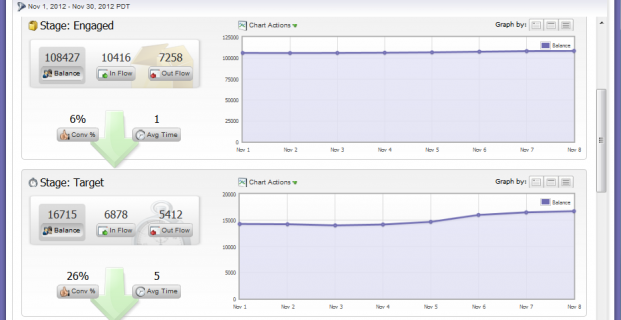 Nov 1, 2012 - Nov 30, 2012 PDT
Stage: Engaged
108427 10416 7258
Balance In Flow Out Flow
6% 1
Conv % Avg Time
Chart Actions Graph by:
Balance
125000
100000
75000
50000
25000
0
Nov 1 Nov 2 Nov 3 Nov 4 Nov 5 Nov 6 Nov 7 Nov 8
Stage: Target
16715 6878 5412
Balance In Flow Out Flow
26% 5
Conv % Avg Time
Chart Actions Graph by:
Balance
20000
15000
10000
5000
0
Nov 1 Nov 2 Nov 3 Nov 4 Nov 5 Nov 6 Nov 7 Nov 8